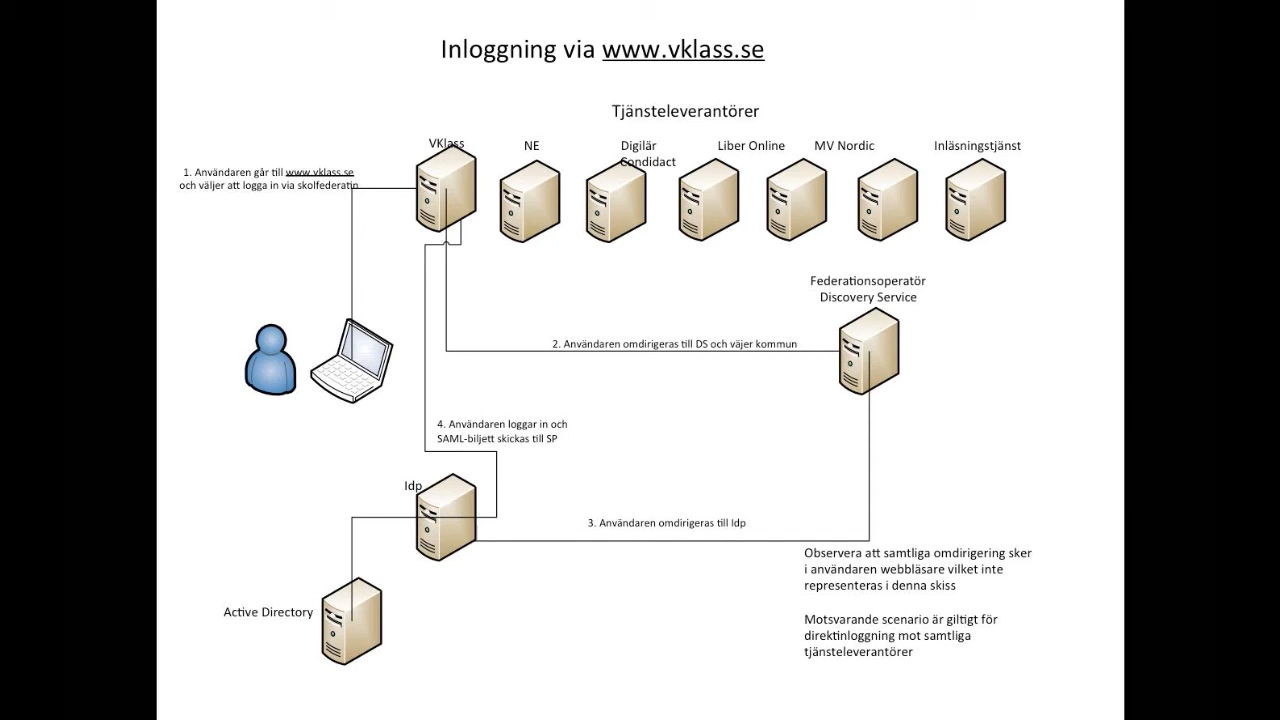 Inloggning via www.vklass.se
Tjänsteleverantörer
VKlass
NE
Digilär
Condidact
Liber Online
MV Nordic
Inläsningstjänst
1. Användaren går till www.vklass.se
och väljer att logga in via skolfederatin
Federationsoperatör
Discovery Service
2. Användaren omdirigeras till DS och väjer kommun
4. Användaren loggar in och
SAML-biljett skickas till SP
Idp
3. Användaren omdirigeras till Idp
Observera att samtliga omdirigering sker
i användaren webbläsare vilket inte
representeras i denna skiss
Active Directory
Motsvarande scenario är giltigt för
direktinloggning mot samtliga
tjänsteleverantörer